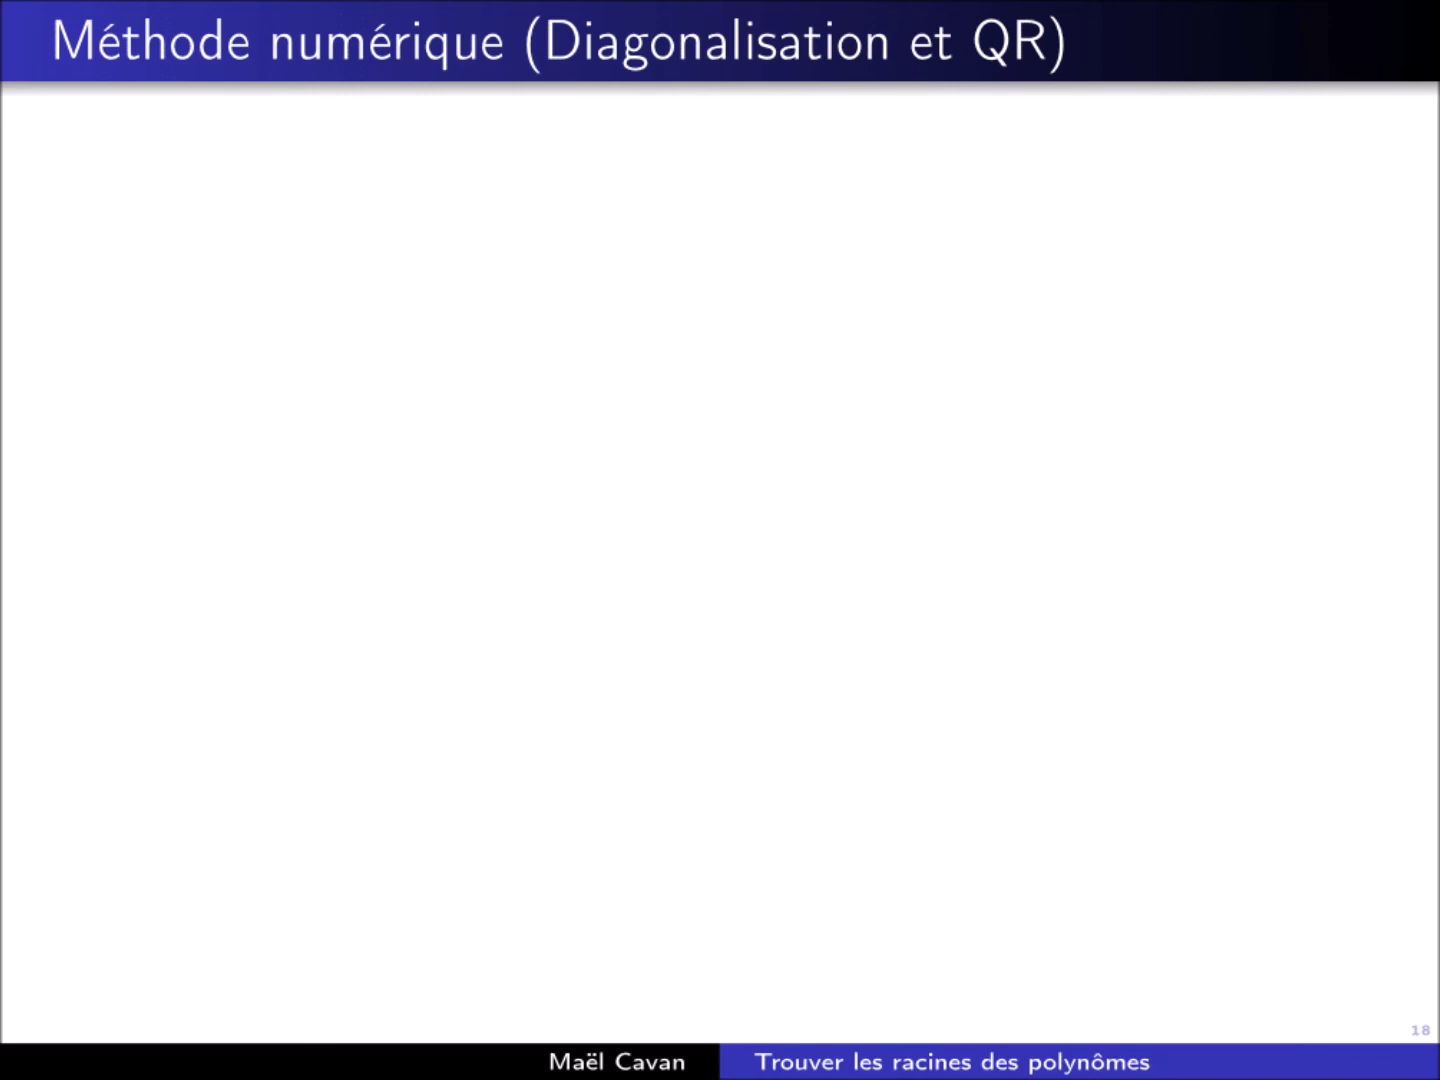 Méthode numérique (Diagonalisation et QR)
18
Maël Cavan
Trouver les racines des polynômes